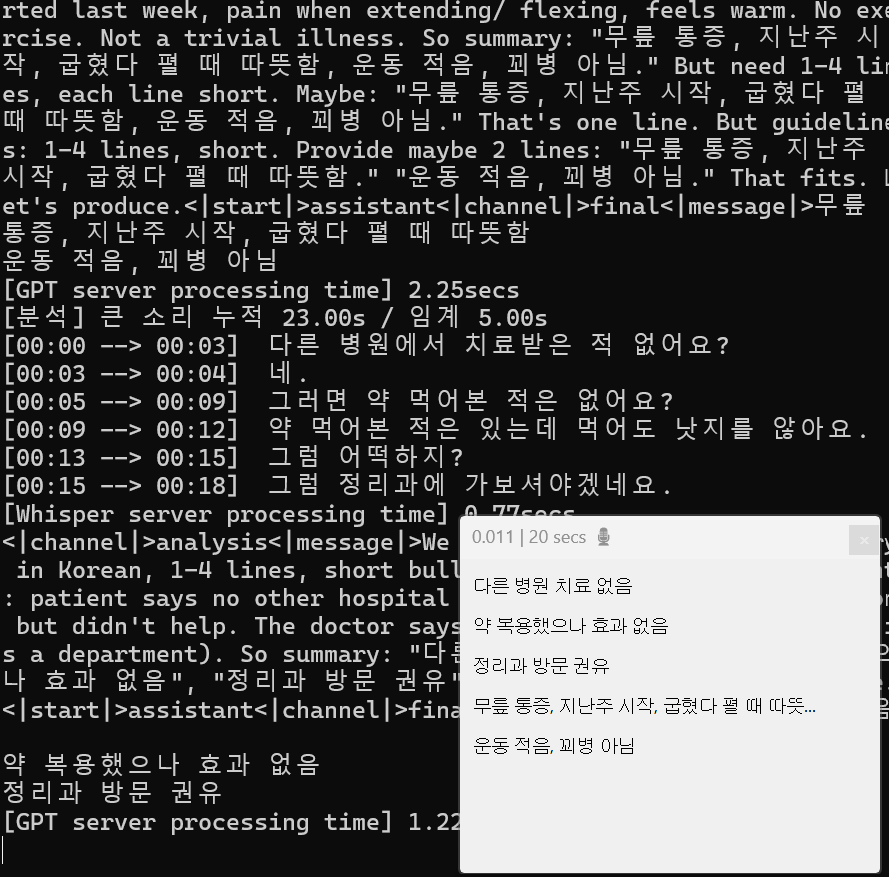 rted last week, pain when extending/ flexing, feels warm. No exe
rcise. Not a trivial illness. So summary: "무릎 통증, 지난주 시
작, 굽혔다 펼 때 따뜻함, 운동 적음, 꾀병 아님." But need 1-4 lin
es, each line short. Maybe: "무릎 통증, 지난주 시작, 굽혔다 펼
때 따뜻함, 운동 적음, 꾀병 아님." That's one line. But guideline
s: 1-4 lines, short. Provide maybe 2 lines: "무릎 통증, 지난주
시작, 굽혔다 펼 때 따뜻함." "운동 적음, 꾀병 아님." That fits. L
et's produce.<|start|>assistant<|channel|>final<|message|>무릎
통증, 지난주 시작, 굽혔다 펼 때 따뜻함
운동 적음, 꾀병 아님
[GPT server processing time] 2.25secs
[분석] 큰 소리 누적 23.00s / 임계 5.00s
[00:00 --> 00:03] 다른 병원에서 치료받은 적 없어요?
[00:03 --> 00:04] 네.
[00:05 --> 00:09] 그러면 약 먹어본 적은 없어요?
[00:09 --> 00:12] 약 먹어본 적은 있는데 먹어도 낫지를 않아요.
[00:13 --> 00:15] 그럼 어떡하지?
[00:15 --> 00:18] 그럼 정리과에 가보셔야겠네요.
[Whisper server processing time] 0.77secs
<|channel|>analysis<|message|>We
in Korean, 1-4 lines, short bull
: patient says no other hospital
but didn't help. The doctor says
s a department). So summary: "다른
나 효과 없음", "정리과 방문 권유"
<|start|>assistant<|channel|>fina
약 복용했으나 효과 없음
정리과 방문 권유
[GPT server processing time] 1.22
0.011 | 20 secs
×
다른 병원 치료 없음
약 복용했으나 효과 없음
정리과 방문 권유
무릎 통증, 지난주 시작, 굽혔다 펼 때 따뜻...
운동 적음, 꾀병 아님